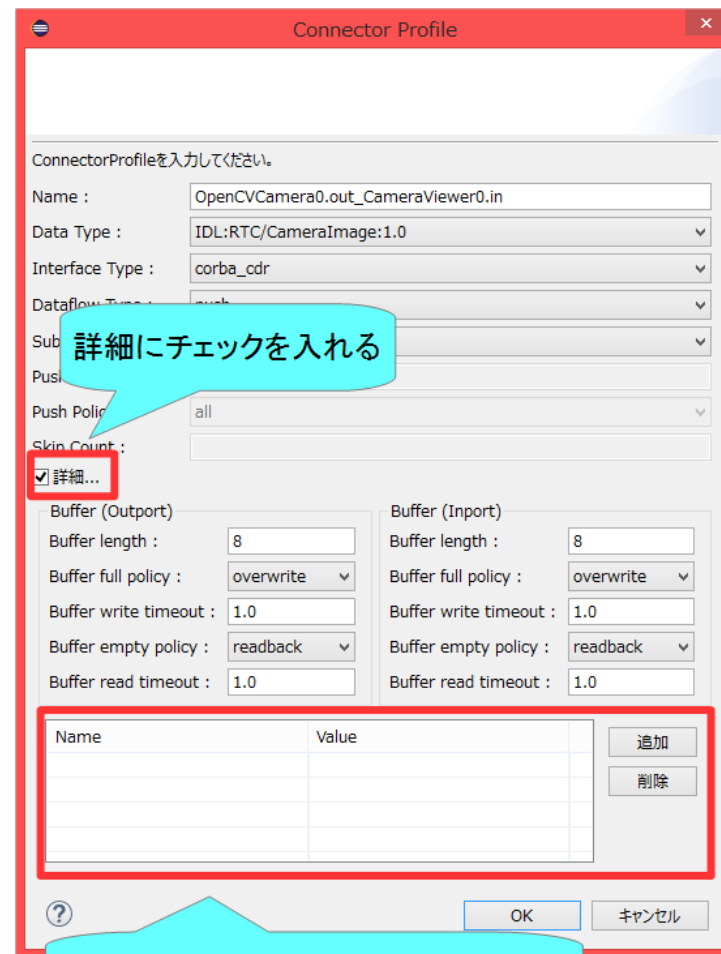 Connector Profile
ConnectorProfileを入力してください。
Name : OpenCVCamera0.out_CameraViewer0.in
Data Type : IDL:RTC/CameraImage:1.0
Interface Type : corba_cdr
Dataflow
Sub
詳細にチェックを入れる
Push Polic all
Skip Count :
詳細...
Buffer (Outport) Buffer (Inport)
Buffer length : 8 Buffer length : 8
Buffer full policy : overwrite Buffer full policy : overwrite
Buffer write timeout : 1.0 Buffer write timeout : 1.0
Buffer empty policy : readback Buffer empty policy : readback
Buffer read timeout : 1.0 Buffer read timeout : 1.0
Name Value 追加
削除
OK キャンセル